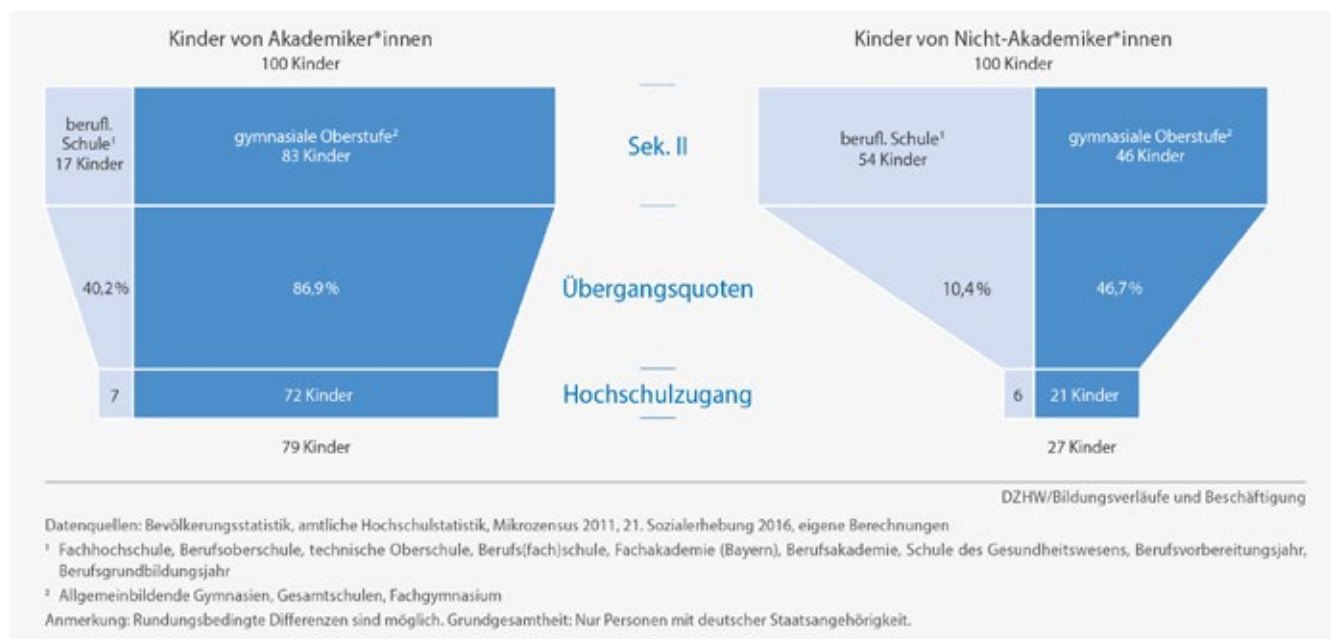 Kinder von Akademiker*innen
100 Kinder
berufl.
Schule¹
17 Kinder
gymnasiale Oberstufe²
83 Kinder
40,2%
86,9%
7
72 Kinder
79 Kinder
Sek. II
Übergangsquoten
Hochschulzugang
Kinder von Nicht-Akademiker*innen
100 Kinder
berufl. Schule¹
54 Kinder
gymnasiale Oberstufe²
46 Kinder
10,4%
46,7%
6
21 Kinder
27 Kinder
DZHW/Bildungsverläufe und Beschäftigung
Datenquellen: Bevölkerungsstatistik, amtliche Hochschulstatistik, Mikrozensus 2011, 21. Sozialerhebung 2016, eigene Berechnungen
¹ Fachhochschule, Berufsoberschule, technische Oberschule, Berufs(fach)schule, Fachakademie (Bayern), Berufsakademie, Schule des Gesundheitswesens, Berufsvorbereitungsjahr,
Berufsgrundbildungsjahr
² Allgemeinbildende Gymnasien, Gesamtschulen, Fachgymnasium
Anmerkung: Rundungsbedingte Differenzen sind möglich. Grundgesamtheit: Nur Personen mit deutscher Staatsangehörigkeit.